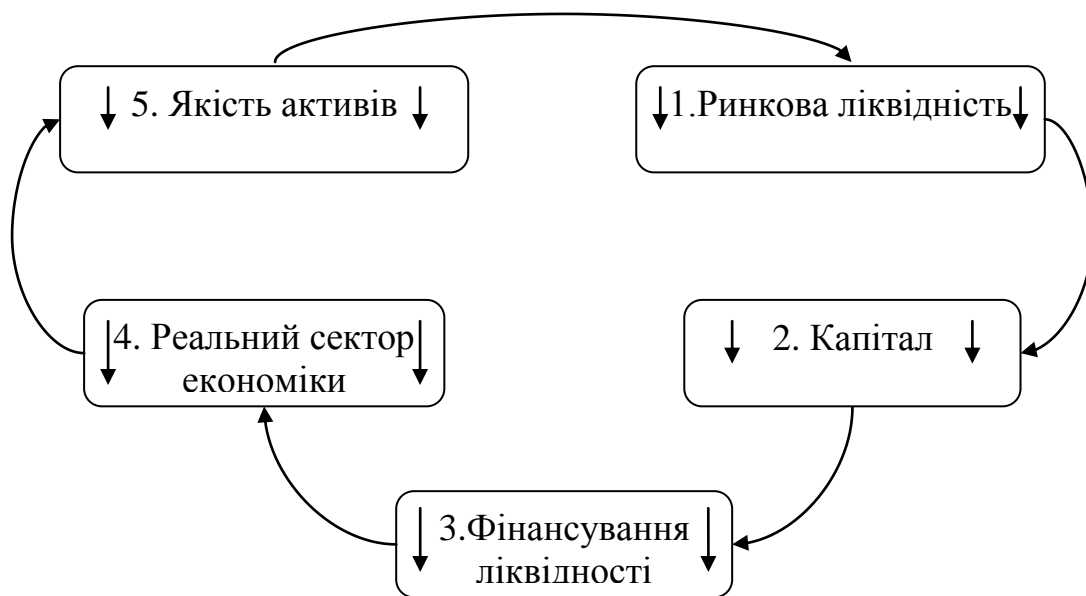 5. Якість активів
1.Ринкова ліквідність
4. Реальний сектор
економіки
2. Капітал
3.Фінансування
ліквідності